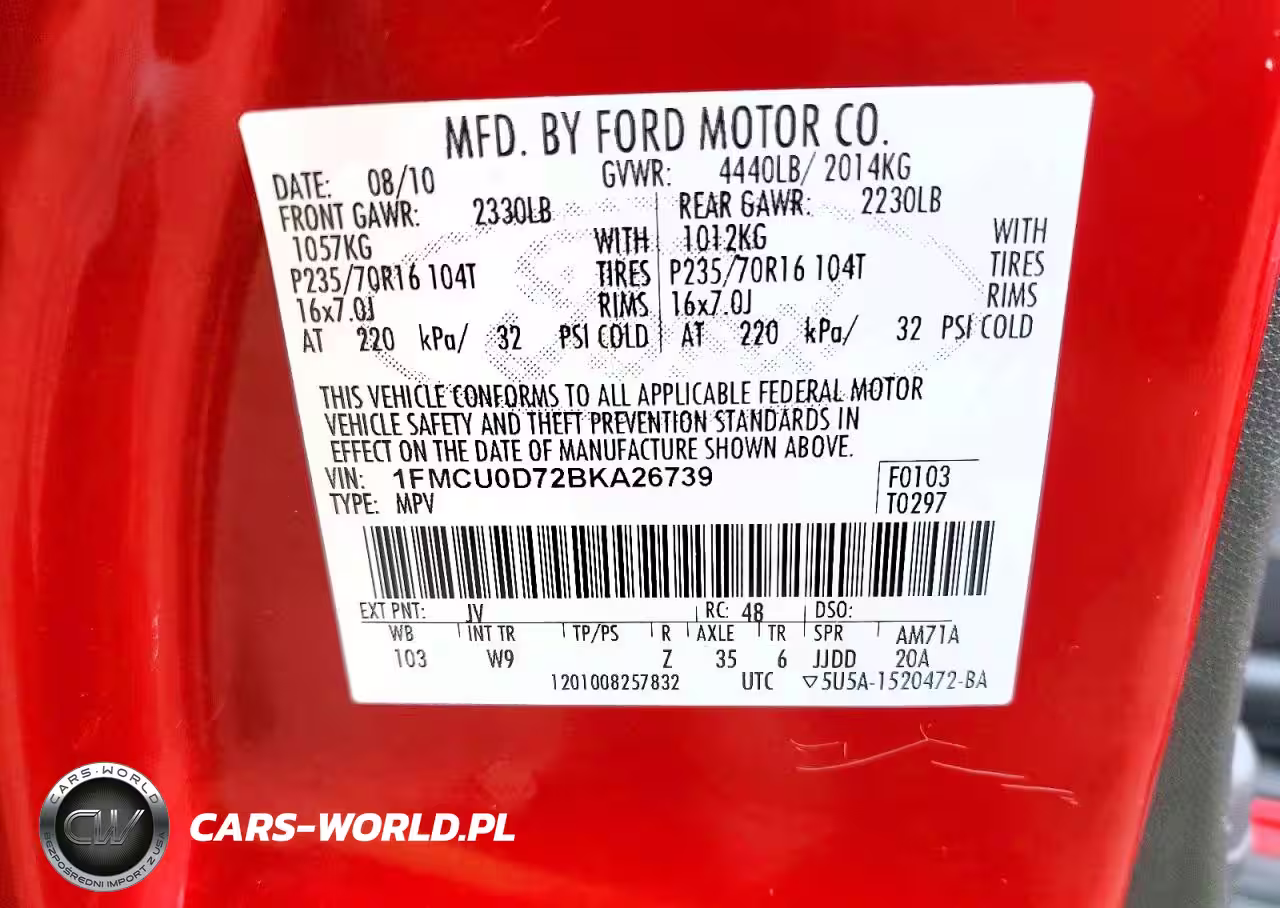 MFD. BY FORD MOTOR CO.
DATE: 08/10 GVWR: 4440LB/ 2014KG
FRONT GAWR: 2330LB REAR GAWR: 2230LB
1057KG WITH 1012KG WITH
P235/70R16 104T TIRES P235/70R16 104T TIRES
16x7.0J RIMS 16x7.0J RIMS
AT 220 kPa/ 32 PSI COLD AT 220 kPa/ 32 PSI COLD
THIS VEHICLE CONFORMS TO ALL APPLICABLE FEDERAL MOTOR
VEHICLE SAFETY AND THEFT PREVENTION STANDARDS IN
EFFECT ON THE DATE OF MANUFACTURE SHOWN ABOVE.
VIN: 1FMCU0D72BKA26739 F0103
TYPE: MPV T0297
EXT PNT: JV RC: 48 DSO:
WB INT TR TP/PS R AXLE TR SPR AM71A
103 W9 Z 35 6 JJDD 20A
1201008257832 UTC ▽5U5A-1520472-BA
CARS-WORLD
CW
BEZPOŚREDNI IMPORT Z USA
CARS-WORLD.PL